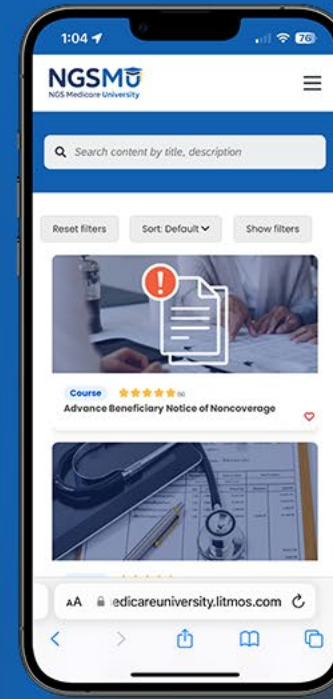 1:04
76
NGSMU
NGS Medicare University
Search content by title, description
Reset filters
Sort: Default
Show filters
Course
Advance Beneficiary Notice of Noncoverage
AA
edicareuniversity.litmos.com